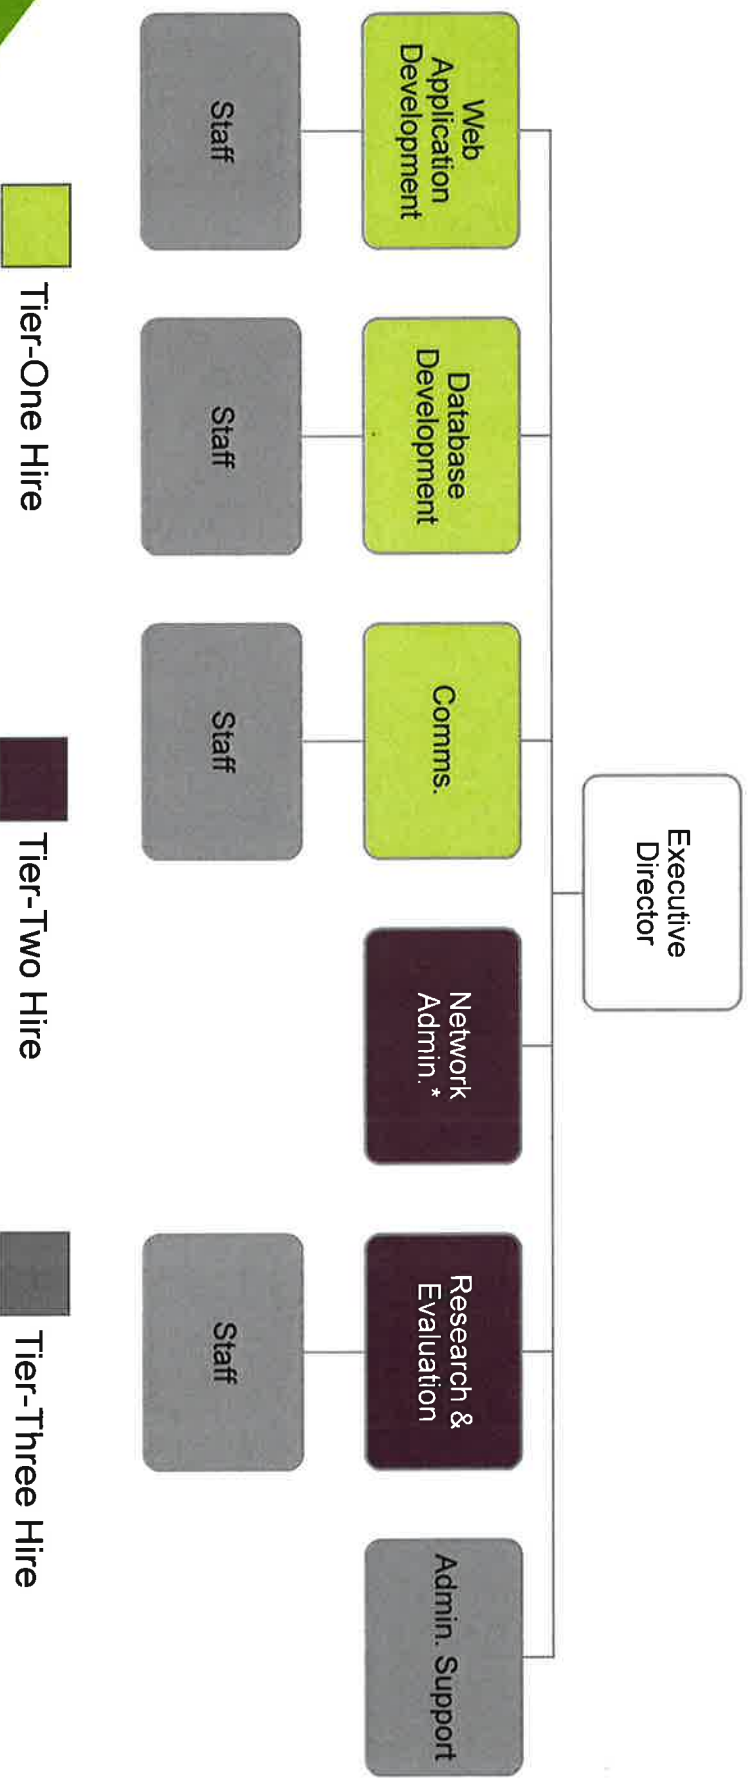 Executive
Director
Web
Application
Development
Database
Development
Comms.
Network
Admin.*
Research &
Evaluation
Admin. Support
Staff
Staff
Staff
Staff
Tier-One Hire
Tier-Two Hire
Tier-Three Hire